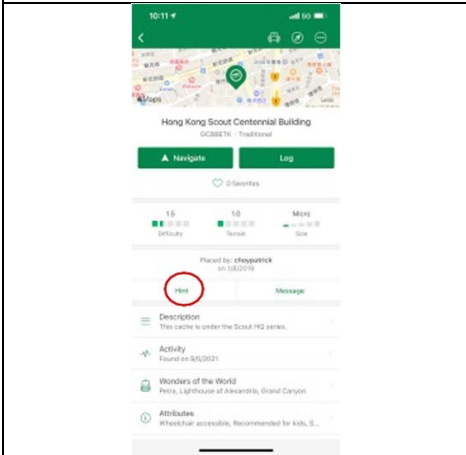 10:11
5G
Maps
Hong Kong Scout Centennial Building
Traditional
Navigate
Log
0 favorites
1.5
1.0
Micro
Difficulty
Terrain
Size
Placed by: choypatrick
on 1/8/2019
Hint
Message
Description
This cache is under the Scout HQ series.
Activity
Found on 9/5/2021
Wonders of the World
Petra, Lighthouse of Alexandria, Grand Canyon
Attributes
Wheelchair accessible, Recommended for kids, S...